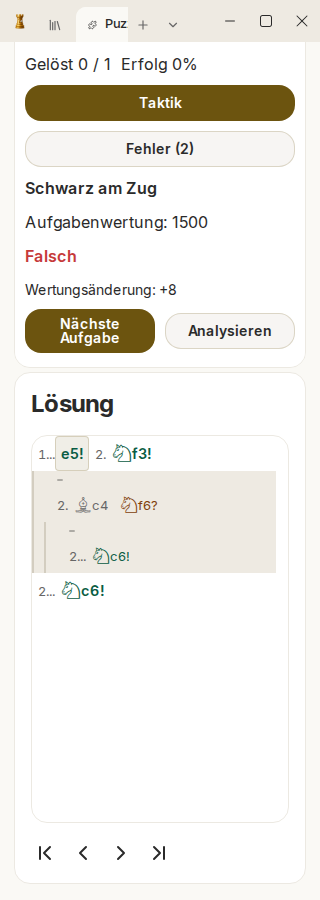 Puz
Gelöst 0 / 1 Erfolg 0%
Taktik
Fehler (2)
Schwarz am Zug
Aufgabenwertung: 1500
Falsch
Wertungsänderung: +8
Nächste
Aufgabe
Analysieren
Lösung
1... e5! 2. ♘f3!
–
2. ♗c4 ♘f6?
–
2... ♘c6!
2... ♘c6!